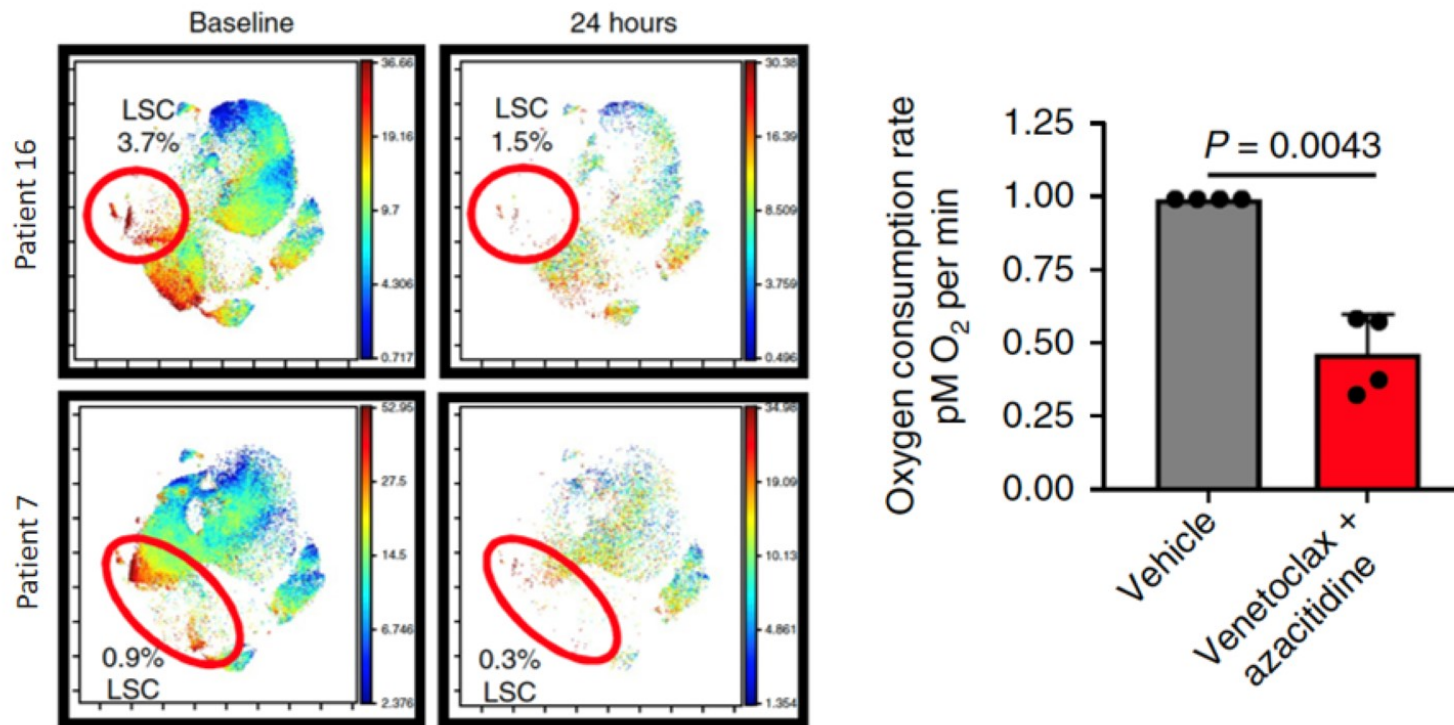 Baseline
24 hours
Patient 16
LSC
3.7%
36.66
19.16
9.7
4.306
0.717
LSC
1.5%
30.38
16.39
8.509
3.759
0.496
Patient 7
0.9%
LSC
52.95
27.5
14.5
6.746
2.376
0.3%
LSC
34.98
19.09
10.13
4.861
1.354
Oxygen consumption rate
pM O₂ per min
1.25
1.00
0.75
0.50
0.25
0.00
P = 0.0043
Vehicle
Venetoclax +
azacitidine